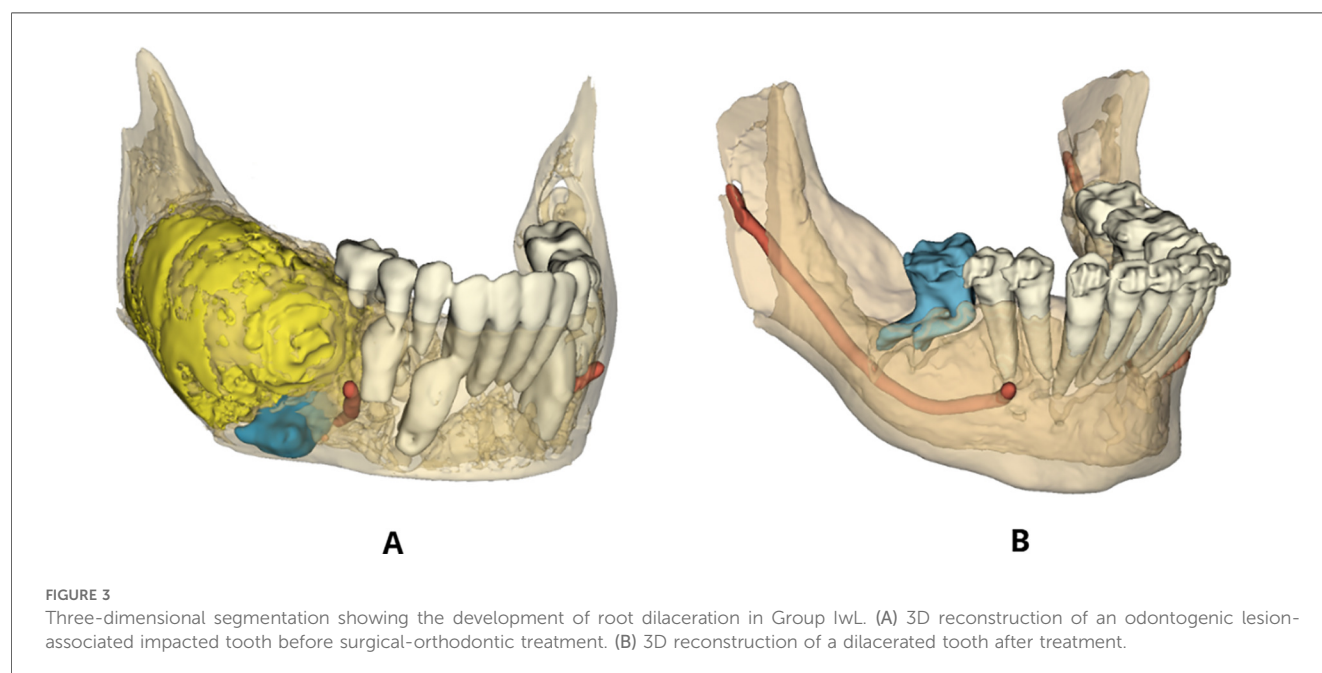 A
B
FIGURE 3
Three-dimensional segmentation showing the development of root dilaceration in Group IwL. (A) 3D reconstruction of an odontogenic lesion-
associated impacted tooth before surgical-orthodontic treatment. (B) 3D reconstruction of a dilacerated tooth after treatment.